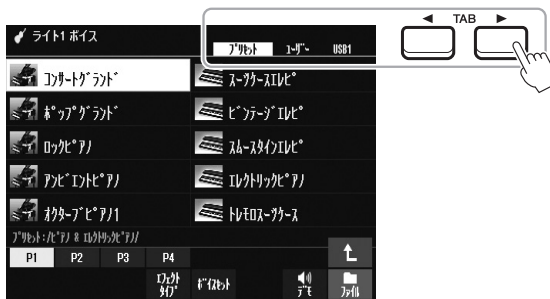 ライト1 ボイス
プリセット ユーザー USB1
TAB
コンサートグランド
スーツケースエレピ
ポップグランド
ビンテージエレピ
ロックピアノ
スムースタインエレピ
アンビエントピアノ
エレクトリックピアノ
オクターブピアノ1
トレモロスーツケース
プリセット:/ピアノ & エレクトリックピアノ/
P1 P2 P3 P4
エフェクトタイプ ボイスセット デモ ファイル